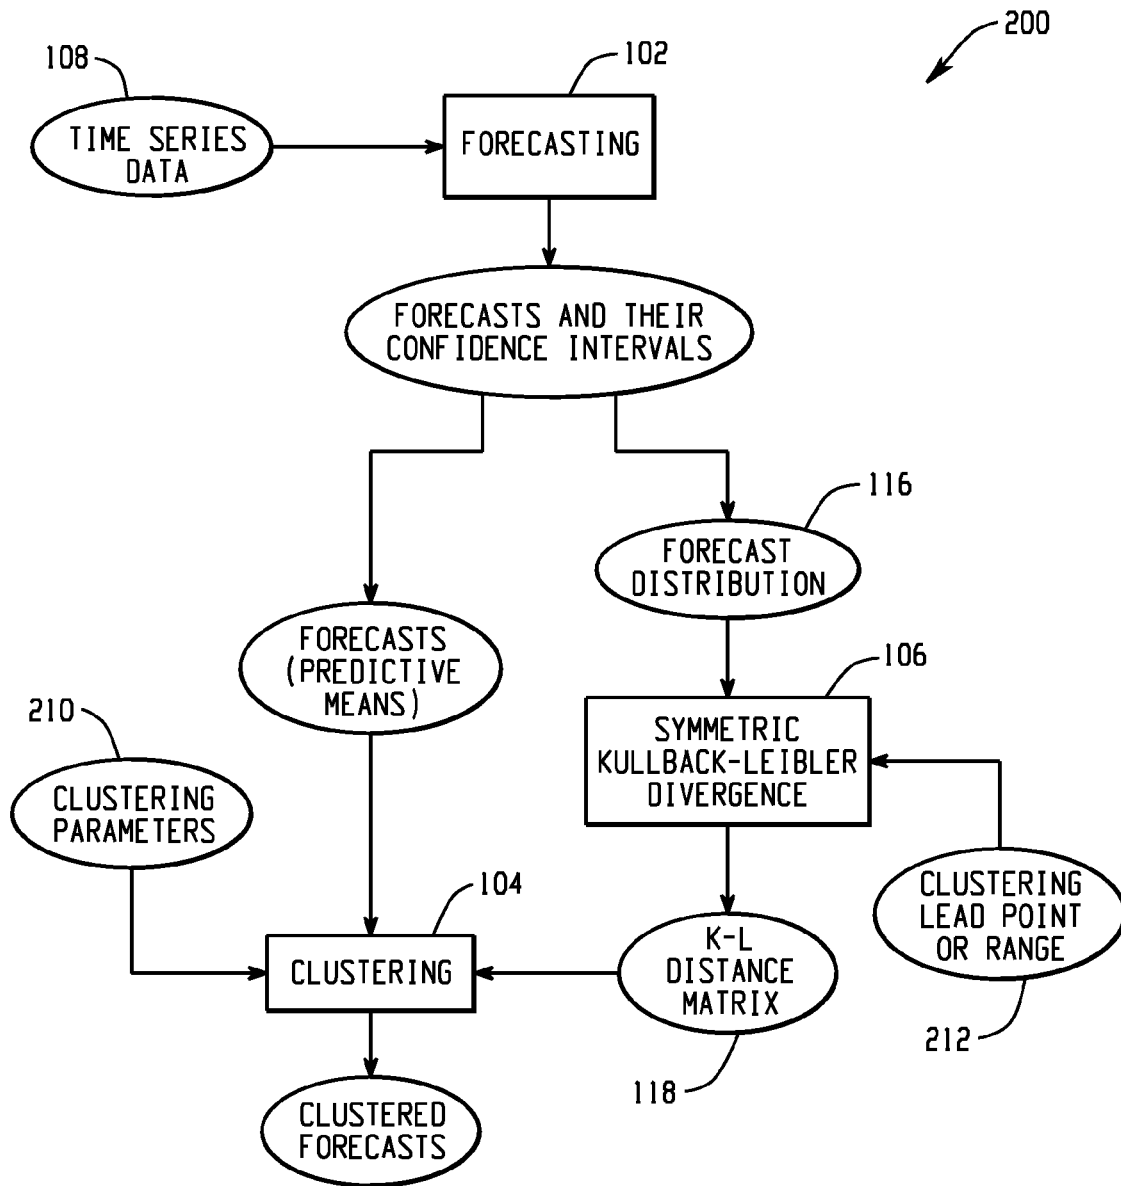 200
108
102
TIME SERIES
DATA
FORECASTING
FORECASTS AND THEIR
CONFIDENCE INTERVALS
116
FORECAST
DISTRIBUTION
FORECASTS
(PREDICTIVE
MEANS)
106
210
SYMMETRIC
KULLBACK-LEIBLER
DIVERGENCE
CLUSTERING
PARAMETERS
104
CLUSTERING
LEAD POINT
OR RANGE
K-L
DISTANCE
MATRIX
CLUSTERING
212
118
CLUSTERED
FORECASTS